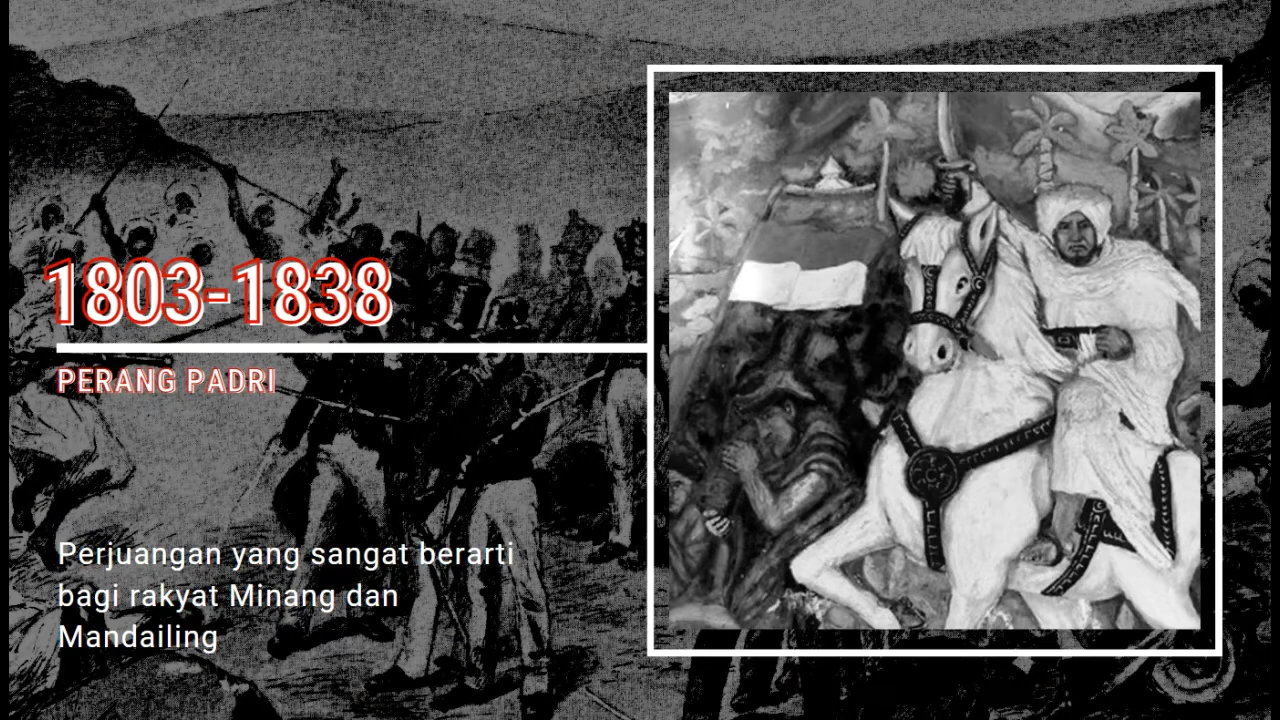 1803-1838
PERANG PADRI
Perjuangan yang sangat berarti
bagi rakyat Minang dan
Mandailing